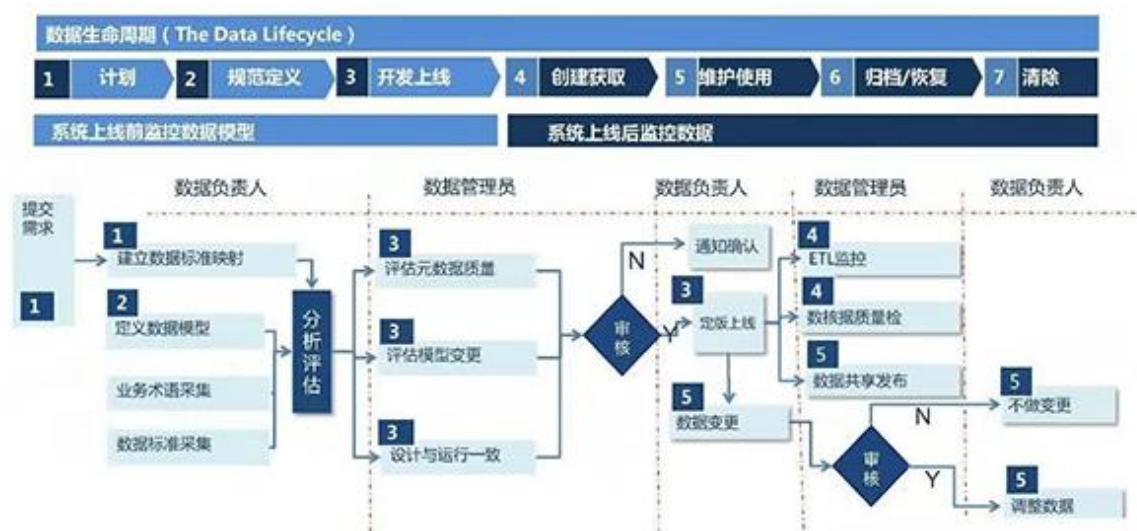 数据生命周期（The Data Lifecycle）
1 计划 2 规范定义 3 开发上线 4 创建获取 5 维护使用 6 归档/恢复 7 清除
系统上线前监控数据模型 系统上线后监控数据
数据负责人 数据管理员 数据负责人 数据管理员 数据负责人
提交
需求
1
1
建立数据标准映射
2
定义数据模型
业务术语采集
数据标准采集
分析评估
3
评估元数据质量
3
评估模型变更
3
设计与运行一致
审核
N
Y
通知确认
3
定版上线
5
数据变更
4
ETL监控
4
数核据质量检
5
数据共享发布
审核
N
Y
5
不做变更
5
调整数据